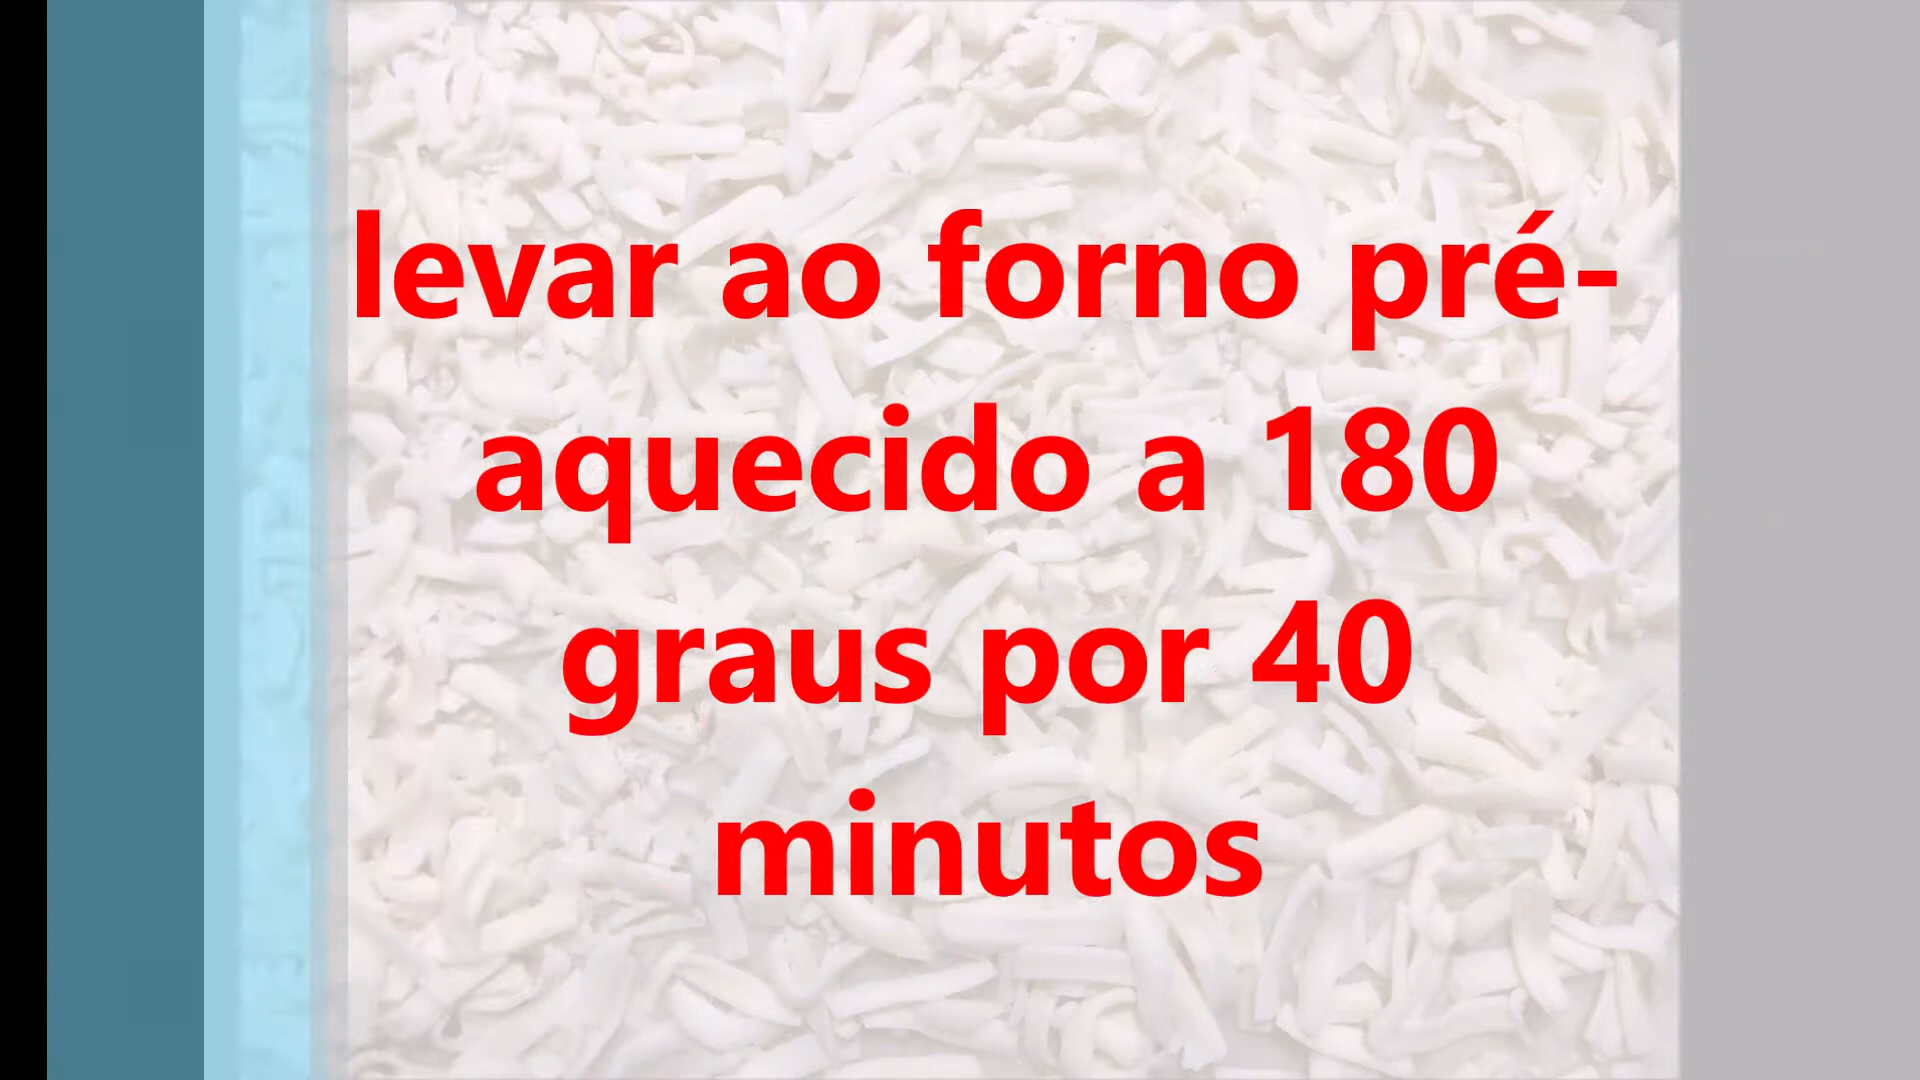 levar ao forno pré-
aquecido a 180
graus por 40
minutos